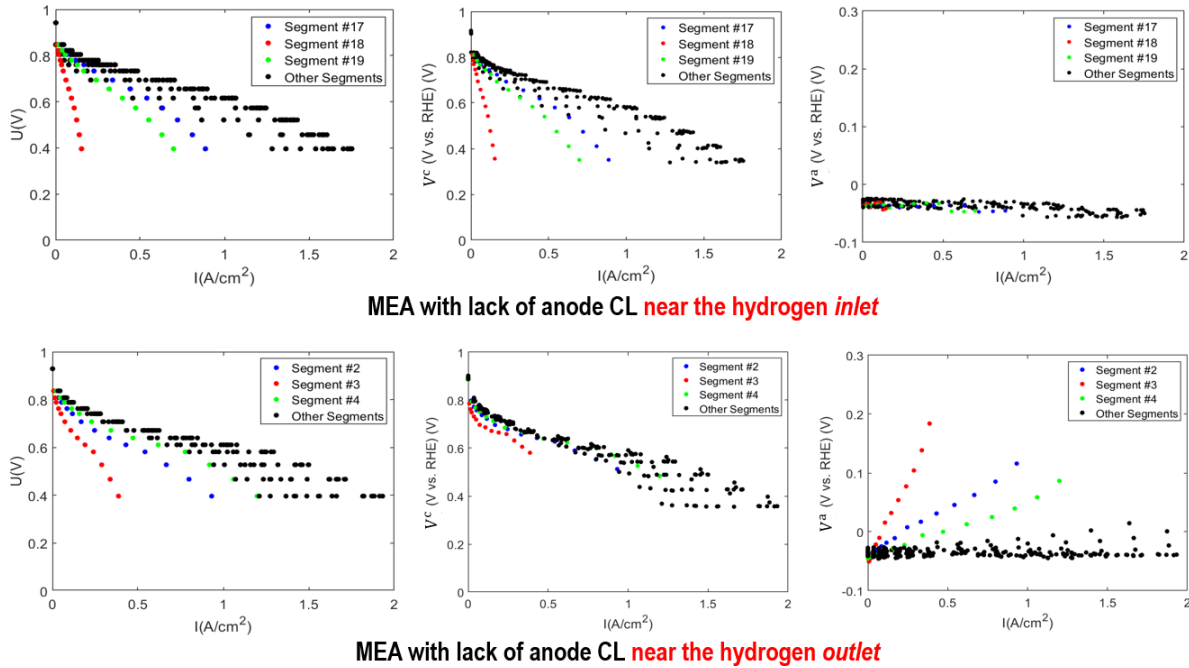 1
0.8
0.6
0.4
0.2
0
U(V)
0
0.5
1
1.5
2
I(A/cm²)
Segment #17
Segment #18
Segment #19
Other Segments
1
0.8
0.6
0.4
0.2
0
Vᶜ (V vs. RHE) (V)
0
0.5
1
1.5
2
I(A/cm²)
Segment #17
Segment #18
Segment #19
Other Segments
0.3
0.2
0.1
0
-0.1
Vᵃ (V vs. RHE) (V)
0
0.5
1
1.5
2
I(A/cm²)
Segment #17
Segment #18
Segment #19
Other Segments
MEA with lack of anode CL near the hydrogen inlet
1
0.8
0.6
0.4
0.2
0
U(V)
0
0.5
1
1.5
2
I(A/cm²)
Segment #2
Segment #3
Segment #4
Other Segments
1
0.8
0.6
0.4
0.2
0
Vᶜ (V vs. RHE) (V)
0
0.5
1
1.5
2
I(A/cm²)
Segment #2
Segment #3
Segment #4
Other Segments
0.3
0.2
0.1
0
-0.1
Vᵃ (V vs. RHE) (V)
0
0.5
1
1.5
2
I(A/cm²)
Segment #2
Segment #3
Segment #4
Other Segments
MEA with lack of anode CL near the hydrogen outlet